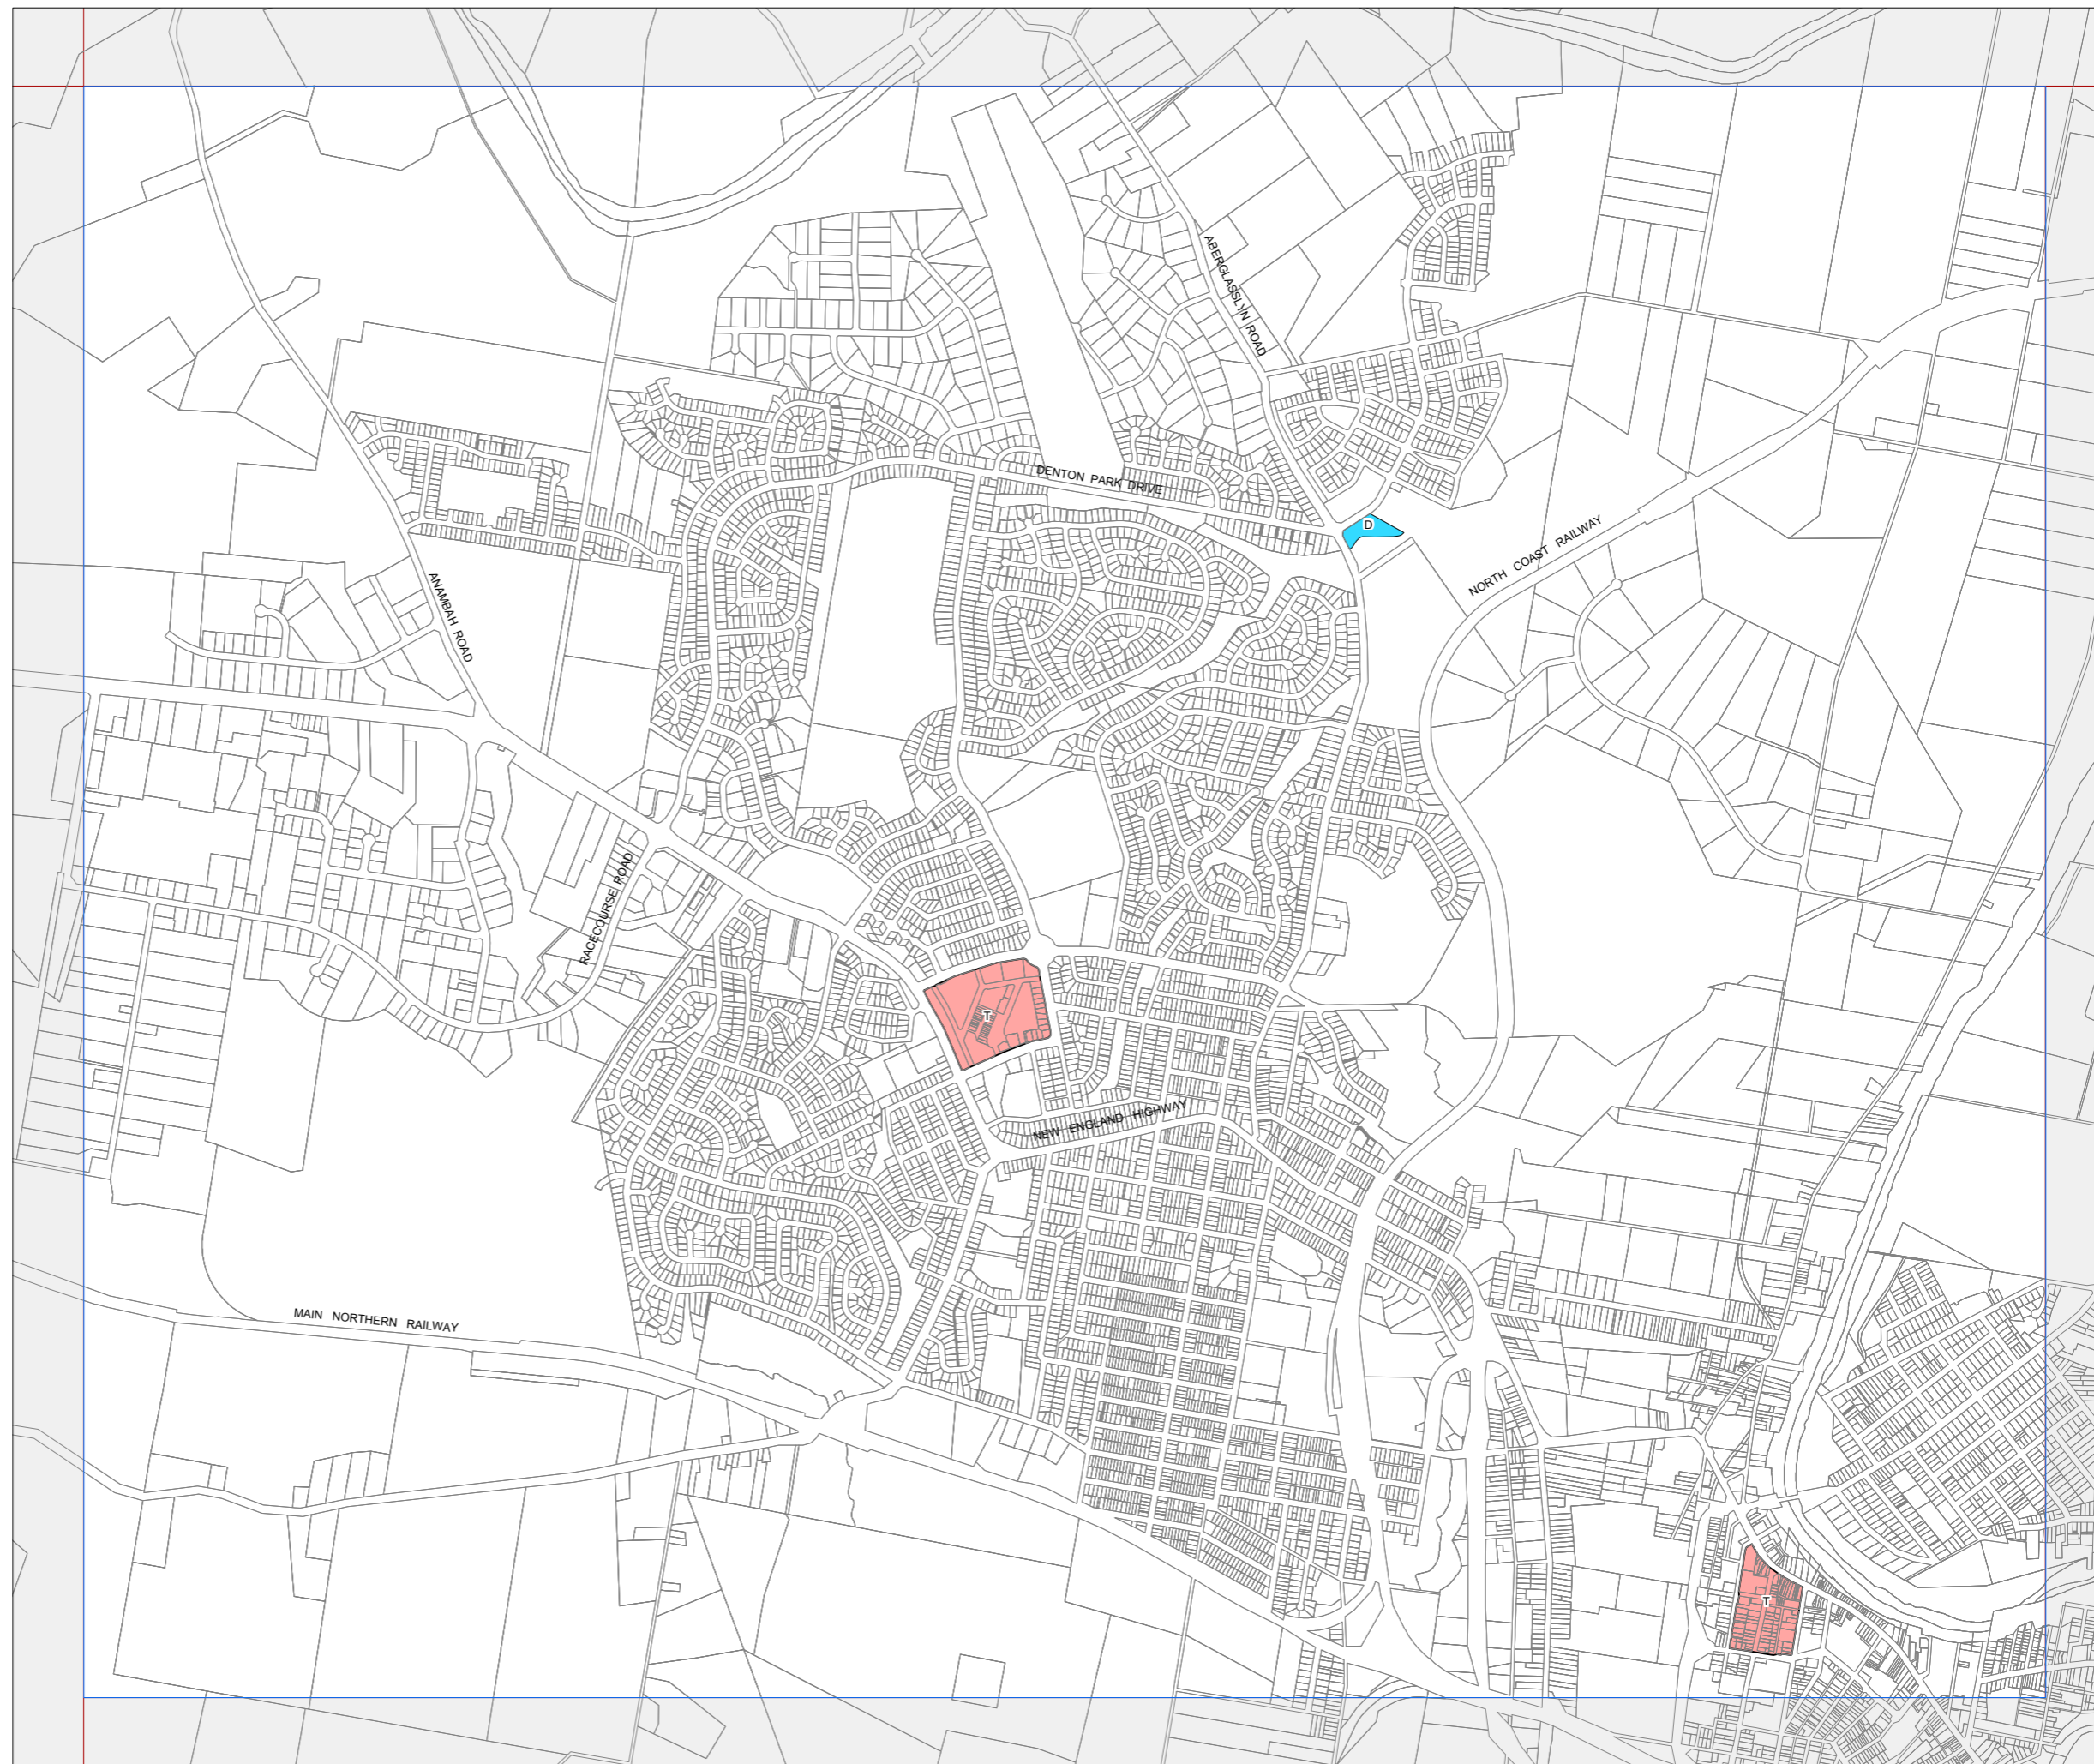 ABERGLASSLYN ROAD
DENTON PARK DRIVE
D
NORTH COAST RAILWAY
ANAMBAH ROAD
RACECOURSE ROAD
T
NEW ENGLAND HIGHWAY
MAIN NORTHERN RAILWAY
T